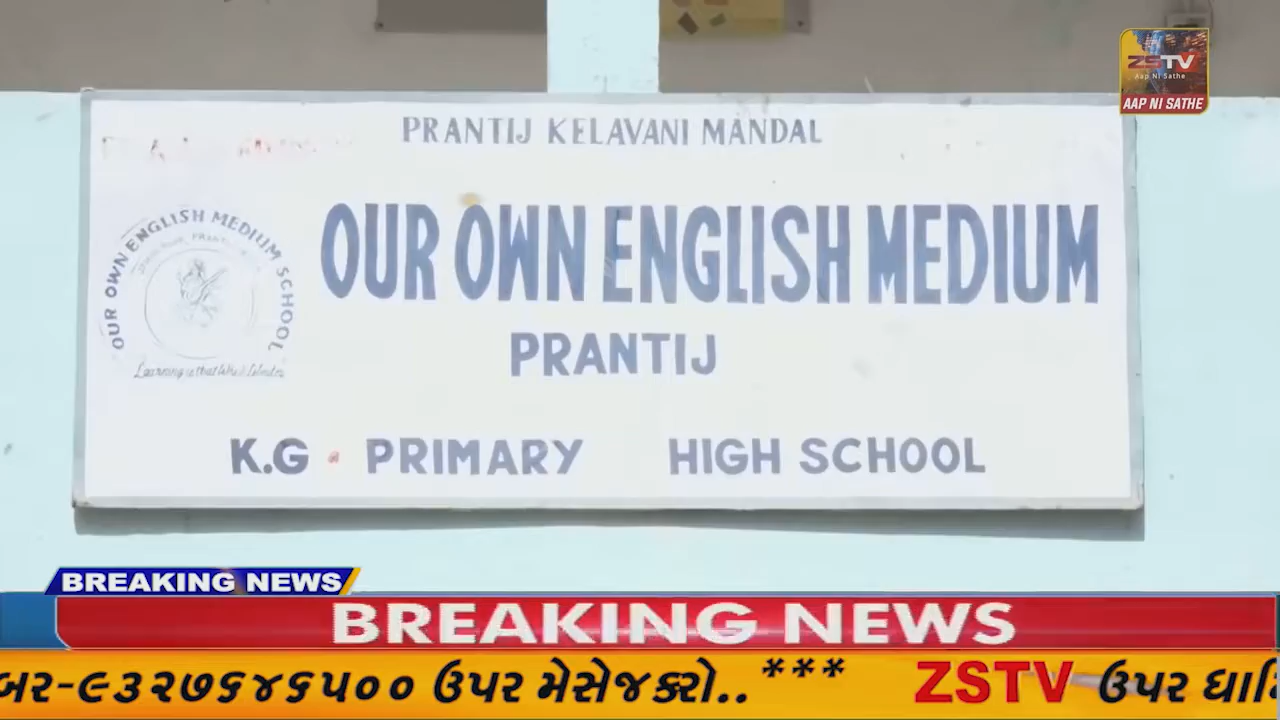 ZSTV
Aap Ni Sathe
AAP NI SATHE
PRANTIJ KELAVANI MANDAL
OUR OWN ENGLISH MEDIUM SCHOOL
OUR OWN ENGLISH MEDIUM
PRANTIJ
K.G PRIMARY HIGH SCHOOL
BREAKING NEWS
BREAKING NEWS
બર-૯૩૨૭૬૪૬૫૦૦ ઉપર મેસેજ કરો.. *** ZSTV ઉપર